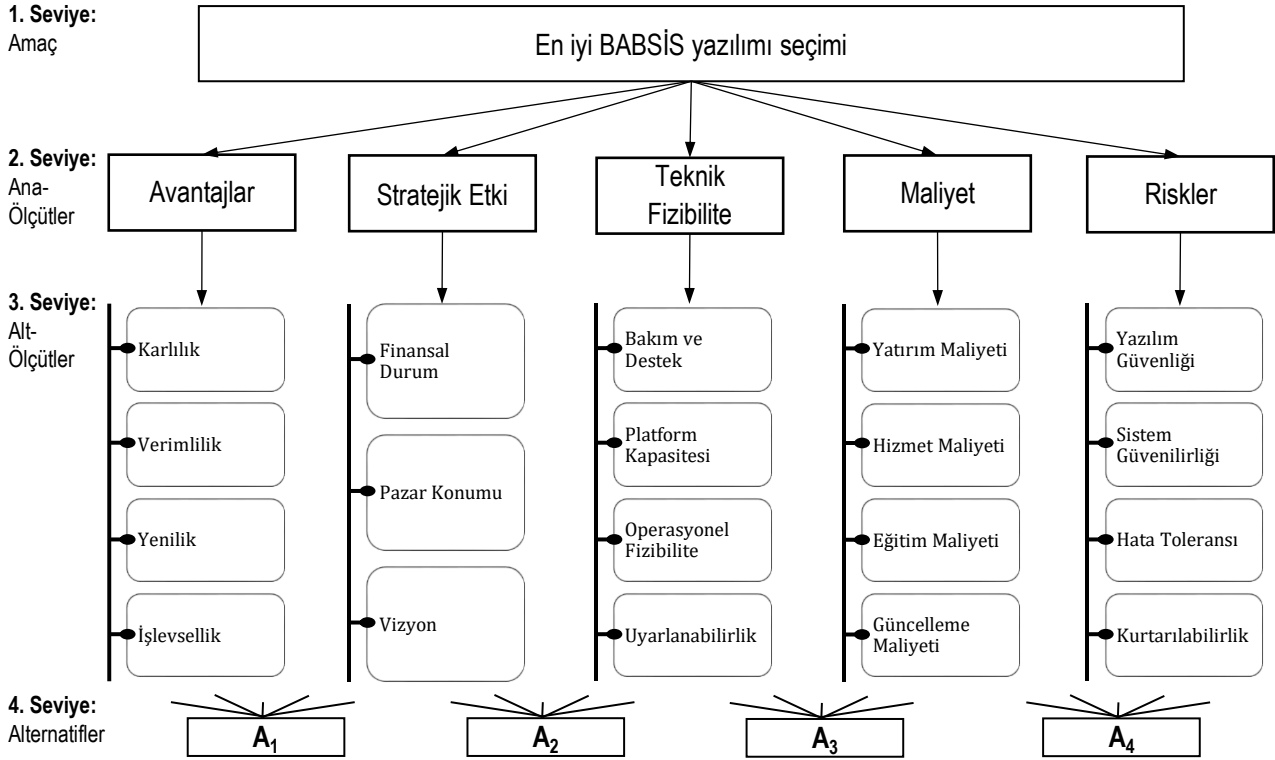 1. Seviye:
Amaç
En iyi BABSİS yazılımı seçimi
2. Seviye:
Ana-
Ölçütler
Avantajlar
Stratejik Etki
Teknik
Fizibilite
Maliyet
Riskler
3. Seviye:
Alt-
Ölçütler
Karlılık
Verimlilik
Yenilik
İşlevsellik
Finansal
Durum
Pazar Konumu
Vizyon
Bakım ve
Destek
Platform
Kapasitesi
Operasyonel
Fizibilite
Uyarlanabilirlik
Yatırım Maliyeti
Hizmet Maliyeti
Eğitim Maliyeti
Güncelleme
Maliyeti
Yazılım
Güvenliği
Sistem
Güvenilirliği
Hata Toleransı
Kurtarılabilirlik
4. Seviye:
Alternatifler
A₁
A₂
A₃
A₄